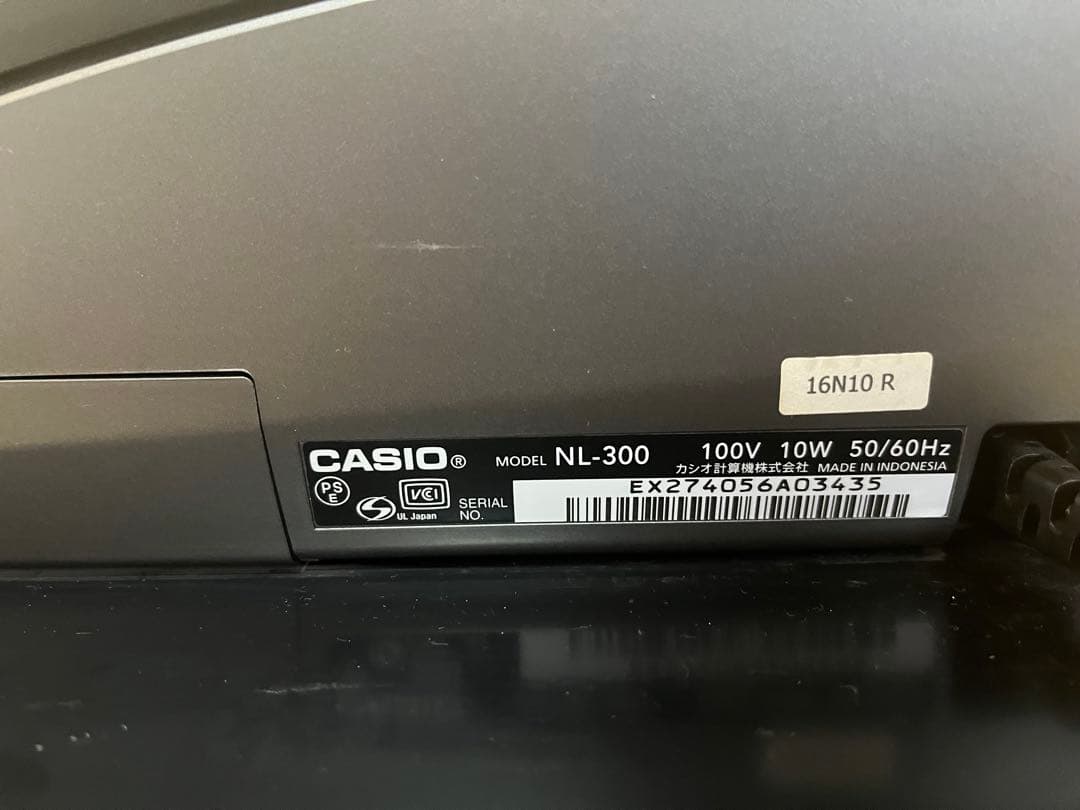 16N10 R
CASIO® MODEL NL-300 100V 10W 50/60Hz
カシオ計算機株式会社 MADE IN INDONESIA
PS E
VCI
UL Japan
SERIAL NO.
EX274056A03435